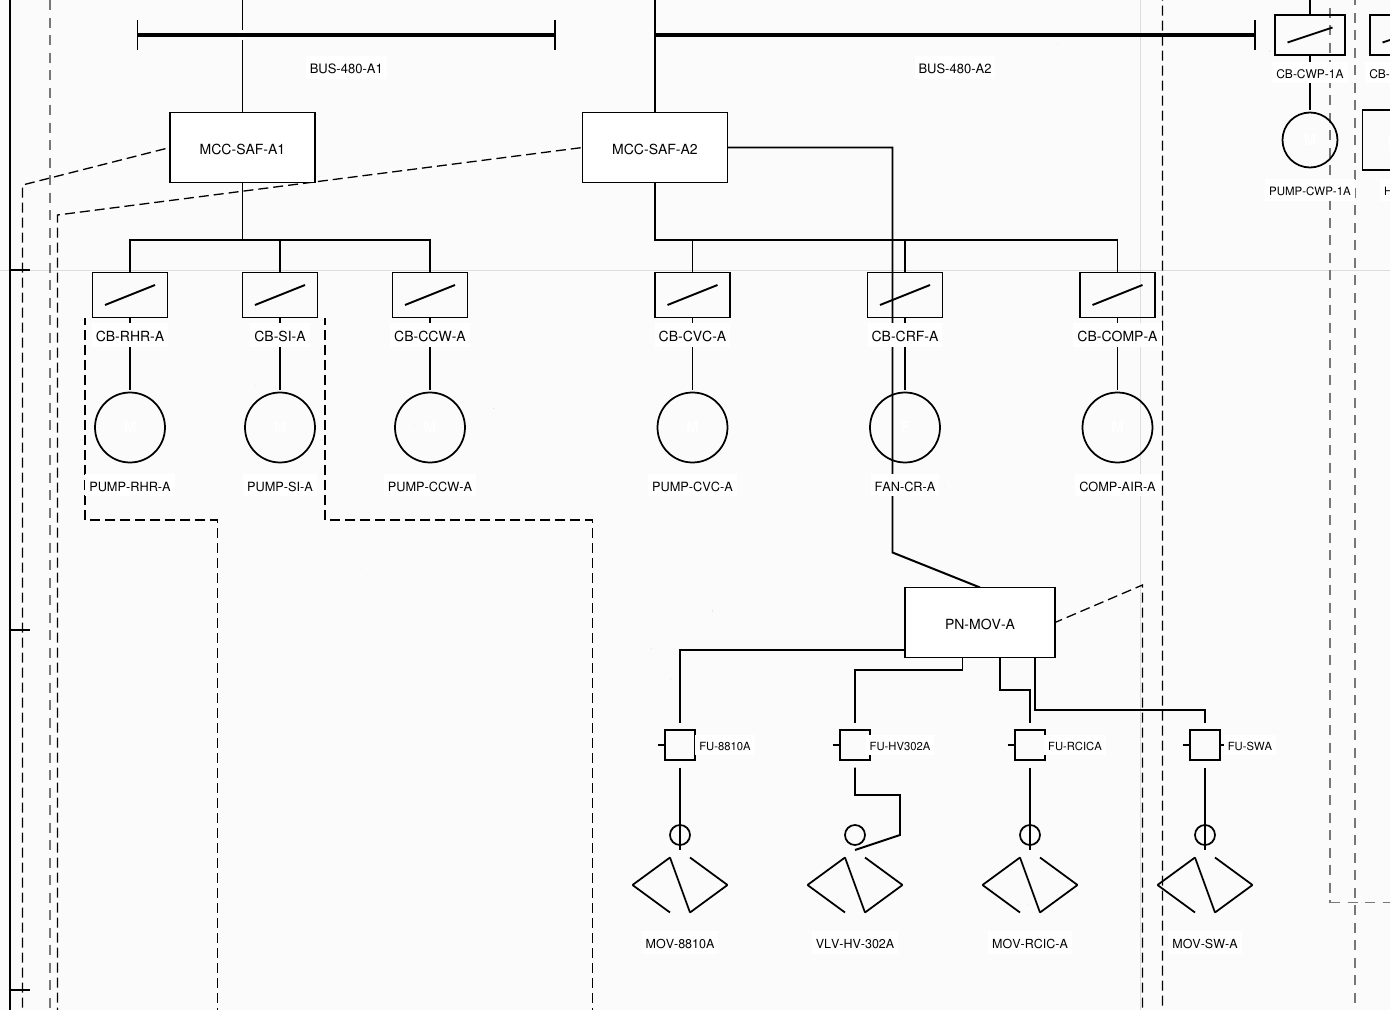 BUS-480-A1
BUS-480-A2
CB-CWP-1A
CB-
MCC-SAF-A1
MCC-SAF-A2
PUMP-CWP-1A
H
CB-RHR-A
CB-SI-A
CB-CCW-A
CB-CVC-A
CB-CRF-A
CB-COMP-A
PUMP-RHR-A
PUMP-SI-A
PUMP-CCW-A
PUMP-CVC-A
FAN-CR-A
COMP-AIR-A
PN-MOV-A
FU-8810A
FU-HV302A
FU-RCICA
FU-SWA
MOV-8810A
VLV-HV-302A
MOV-RCIC-A
MOV-SW-A